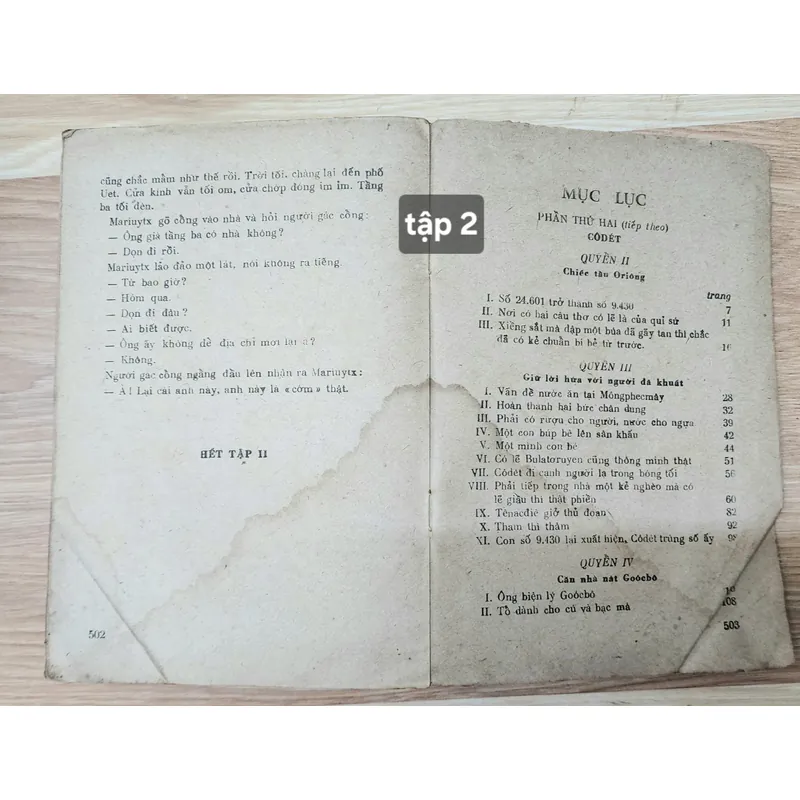 cũng chắc mầm như thế rồi. Trời tối, chàng lại đến phố
Uet. Cửa kính vẫn tối om, cửa chớp đóng im ỉm. Tầng
ba tối đen.
Mariuytx gõ cổng vào nhà và hỏi người gác cổng:
— Ông già tầng ba có nhà không?
— Dọn đi rồi.
Mariuytx lảo đảo một lát, nói không ra tiếng.
— Từ bao giờ?
— Hôm qua.
— Dọn đi đâu?
— Ai biết được.
— Ông ấy không để địa chỉ mới lại à?
— Không.
Người gác cổng ngẳng đầu lên nhận ra Mariuytx:
— À! Lại cái anh này, anh này là «cớm» thật.
HẾT TẬP II
502
tập 2
MỤC LỤC
PHẦN THỨ HAI (tiếp theo)
CÔDÉT
QUYỀN II
Chiếc tàu Oriông
trang
I. Số 24.601 trở thành số 9.430 7
II. Nơi có hai câu thơ có lẽ là của quỉ sứ 11
III. Xiềng sắt mà đập một búa đã gãy tan thì chắc
đã có kẻ chuẩn bị bẻ từ trước. 16
QUYỀN III
Giữ lời hứa với người đã khuất
I. Vấn đề nước ăn tại Môngphecmây 28
II. Hoàn thành hai bức chân dung 32
III. Phải có rượu cho người, nước cho ngựa 39
IV. Một con búp bê lên sân khấu 42
V. Một mình con bé 44
VI. Có lẽ Bulatơruyen cũng thông minh thật 51
VII. Côdét đi cạnh người lạ trong bóng tối 56
VIII. Phải tiếp trong nhà một kẻ nghèo mà có
lẽ giầu thì thật phiền 60
IX. Tênacđiê giở thủ đoạn 82
X. Tham thì thâm 92
XI. Con số 9.430 lại xuất hiện, Côdét trúng số ấy 98
QUYỀN IV
Căn nhà nát Goócbô
I. Ông biện lý Goócbô
II. Tổ dành cho cú và bạc má 108
503